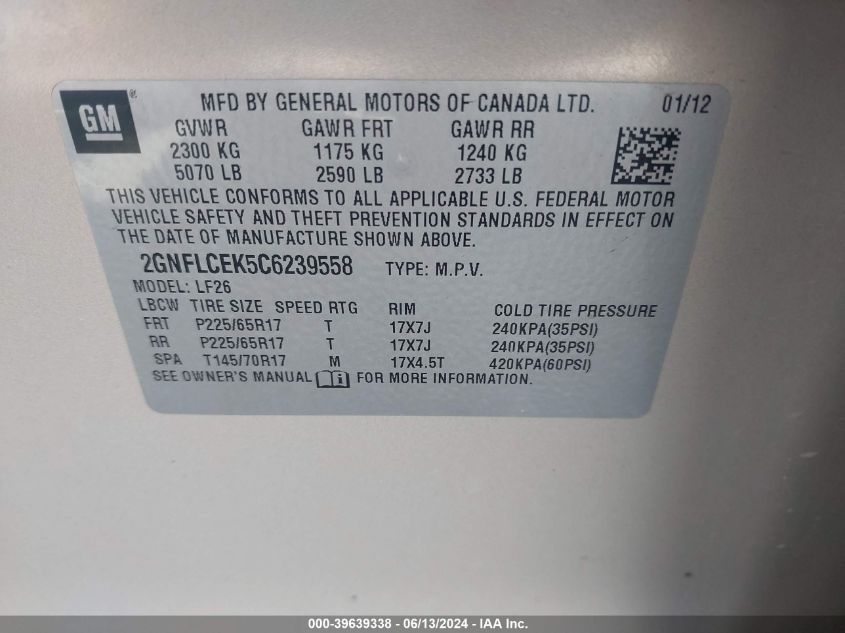 GM ® MFD BY GENERAL MOTORS OF CANADA LTD. 01/12
GVWR GAWR FRT GAWR RR
2300 KG 1175 KG 1240 KG
5070 LB 2590 LB 2733 LB
THIS VEHICLE CONFORMS TO ALL APPLICABLE U.S. FEDERAL MOTOR
VEHICLE SAFETY AND THEFT PREVENTION STANDARDS IN EFFECT ON
THE DATE OF MANUFACTURE SHOWN ABOVE.
2GNFLCEK5C6239558 TYPE: M.P.V.
MODEL: LF26
LBCW TIRE SIZE SPEED RTG RIM COLD TIRE PRESSURE
FRT P225/65R17 T 17X7J 240KPA(35PSI)
RR P225/65R17 T 17X7J 240KPA(35PSI)
SPA T145/70R17 M 17X4.5T 420KPA(60PSI)
SEE OWNER'S MANUAL i FOR MORE INFORMATION.
000-39639338 - 06/13/2024 - IAA Inc.